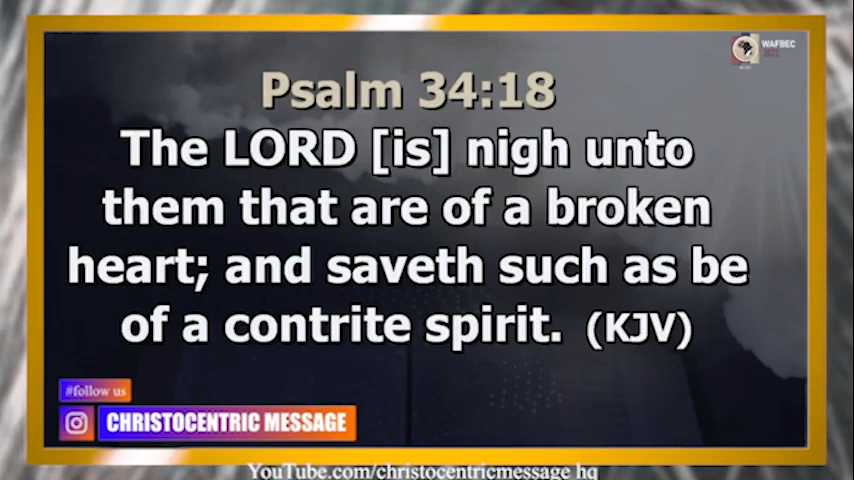 WAFBEC
Psalm 34:18
The LORD [is] nigh unto
them that are of a broken
heart; and saveth such as be
of a contrite spirit. (KJV)
#follow us
CHRISTOCENTRIC MESSAGE
YouTube.com/christocentricmessage hq